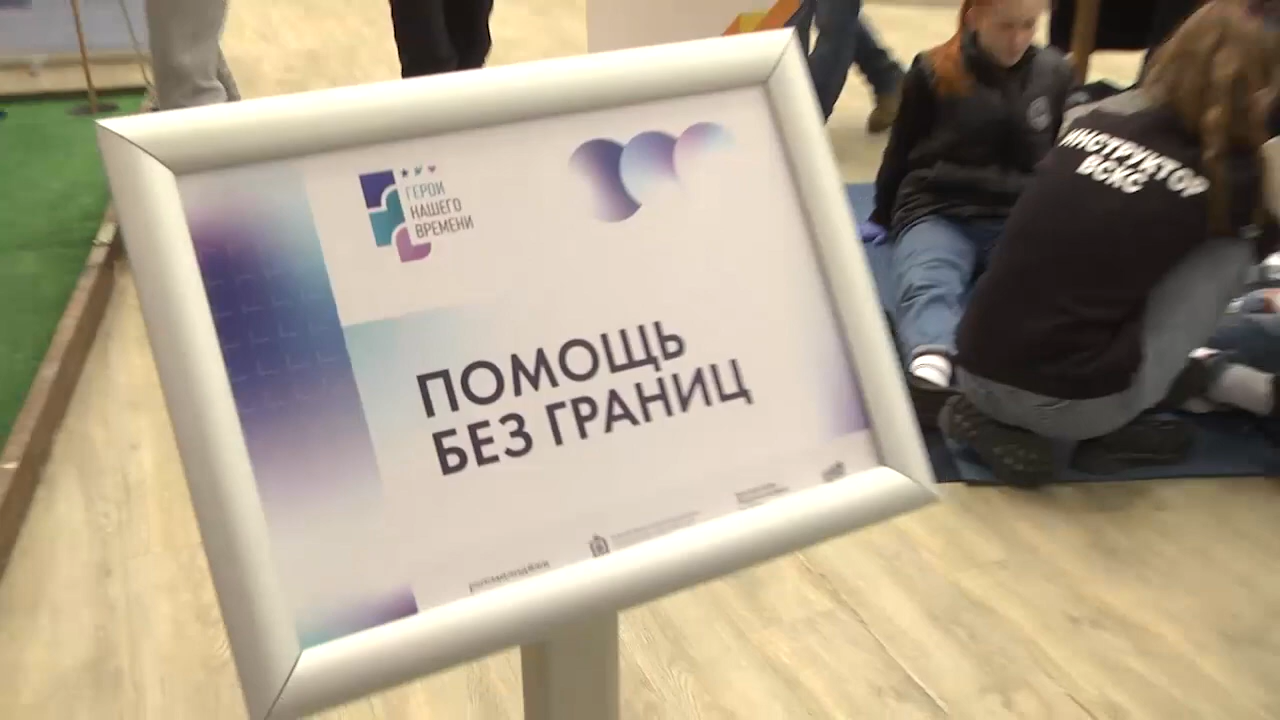 ГЕРОИ
НАШЕГО
ВРЕМЕНИ
ПОМОЩЬ
БЕЗ ГРАНИЦ
ИНСТРУКТОР
ВСКС